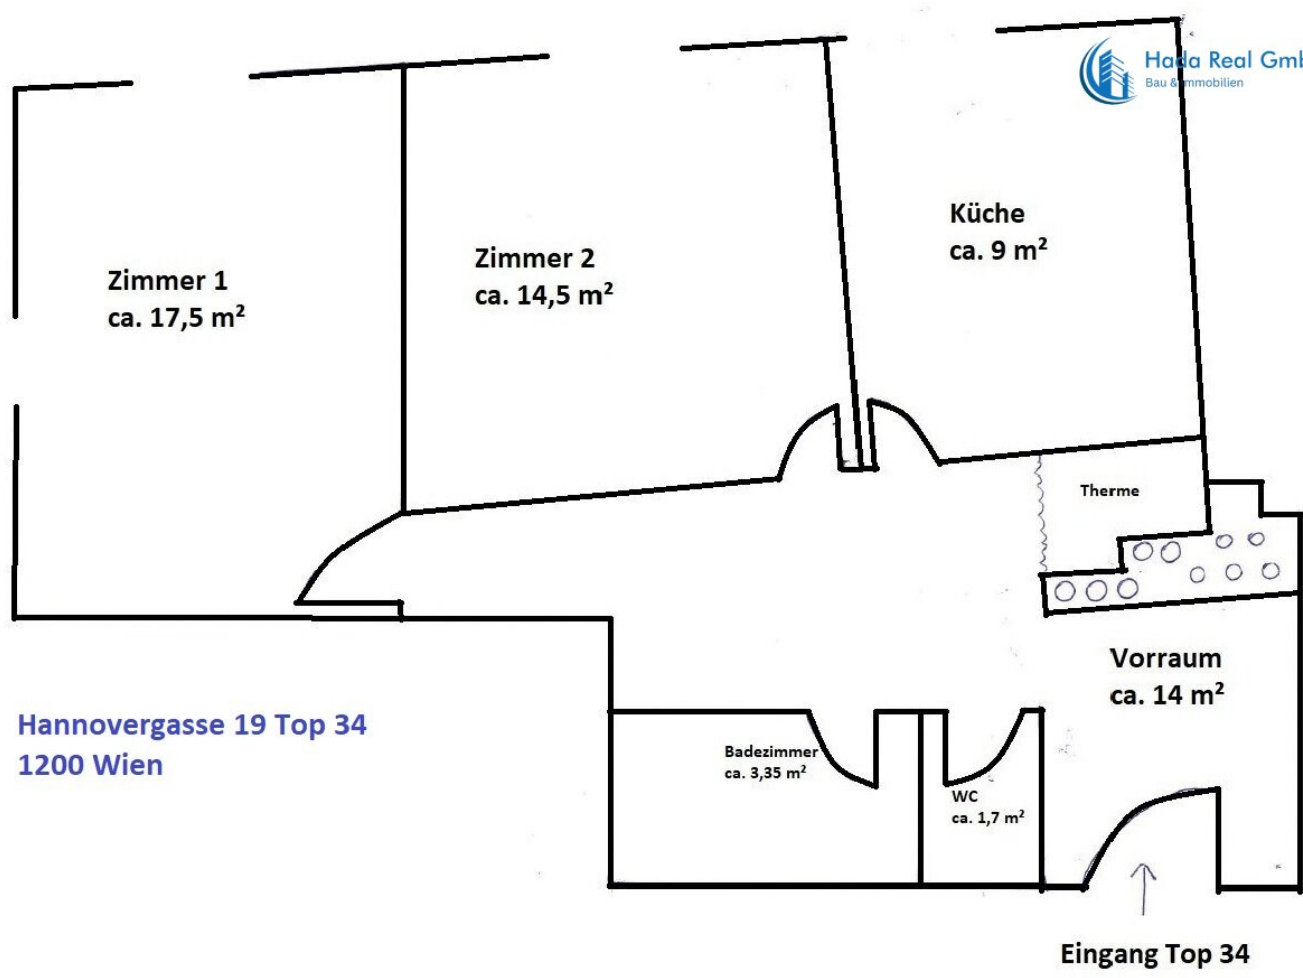 Hada Real Gmb
Bau & Immobilien
Küche
ca. 9 m²
Zimmer 2
ca. 14,5 m²
Zimmer 1
ca. 17,5 m²
Therme
Vorraum
ca. 14 m²
Hannovergasse 19 Top 34
1200 Wien
Badezimmer
ca. 3,35 m²
WC
ca. 1,7 m²
Eingang Top 34